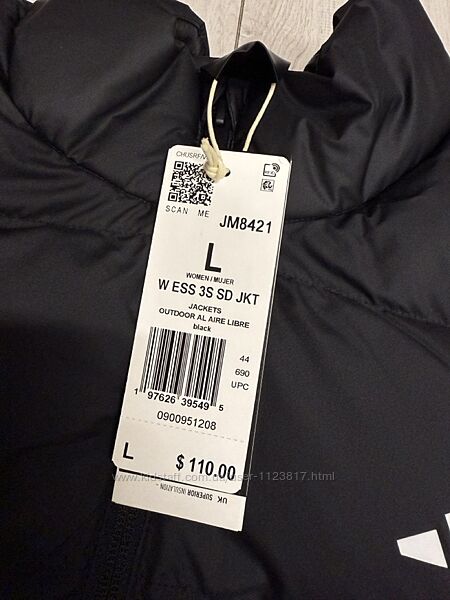 CHUSRENV
SCAN ME
JM8421
L
WOMEN / MUJER
W ESS 3S SD JKT
JACKETS
OUTDOOR AL AIRE LIBRE
black
44
690
UPC
1 97626 39549 5
0900951208
L
$ 110.00
UK SUPERIOR INSULATION –